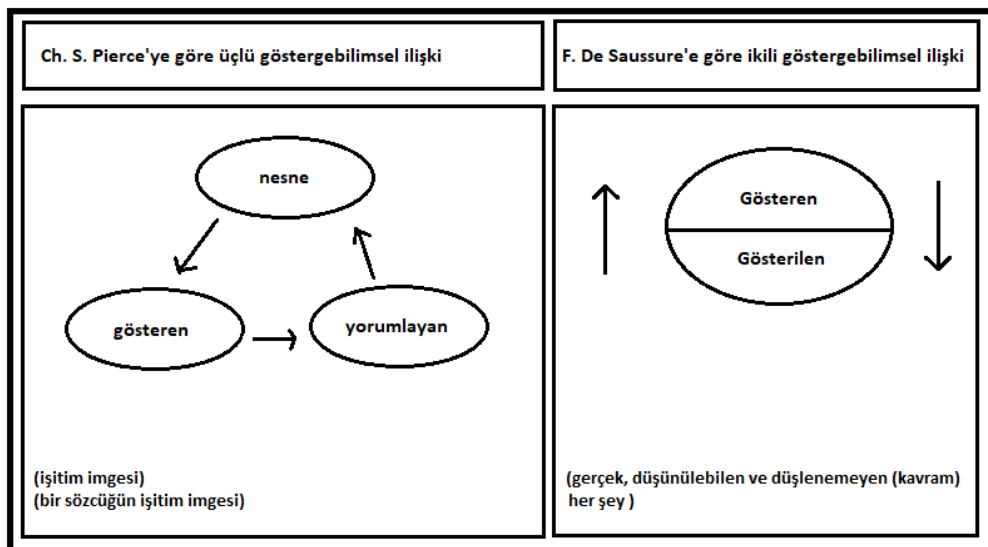 Ch. S. Pierce'ye göre üçlü göstergebilimsel ilişki
F. De Saussure'e göre ikili göstergebilimsel ilişki
nesne
gösteren
yorumlayan
(işitim imgesi)
(bir sözcüğün işitim imgesi)
Gösteren
Gösterilen
(gerçek, düşünülebilen ve düşlenemeyen (kavram)
her şey )